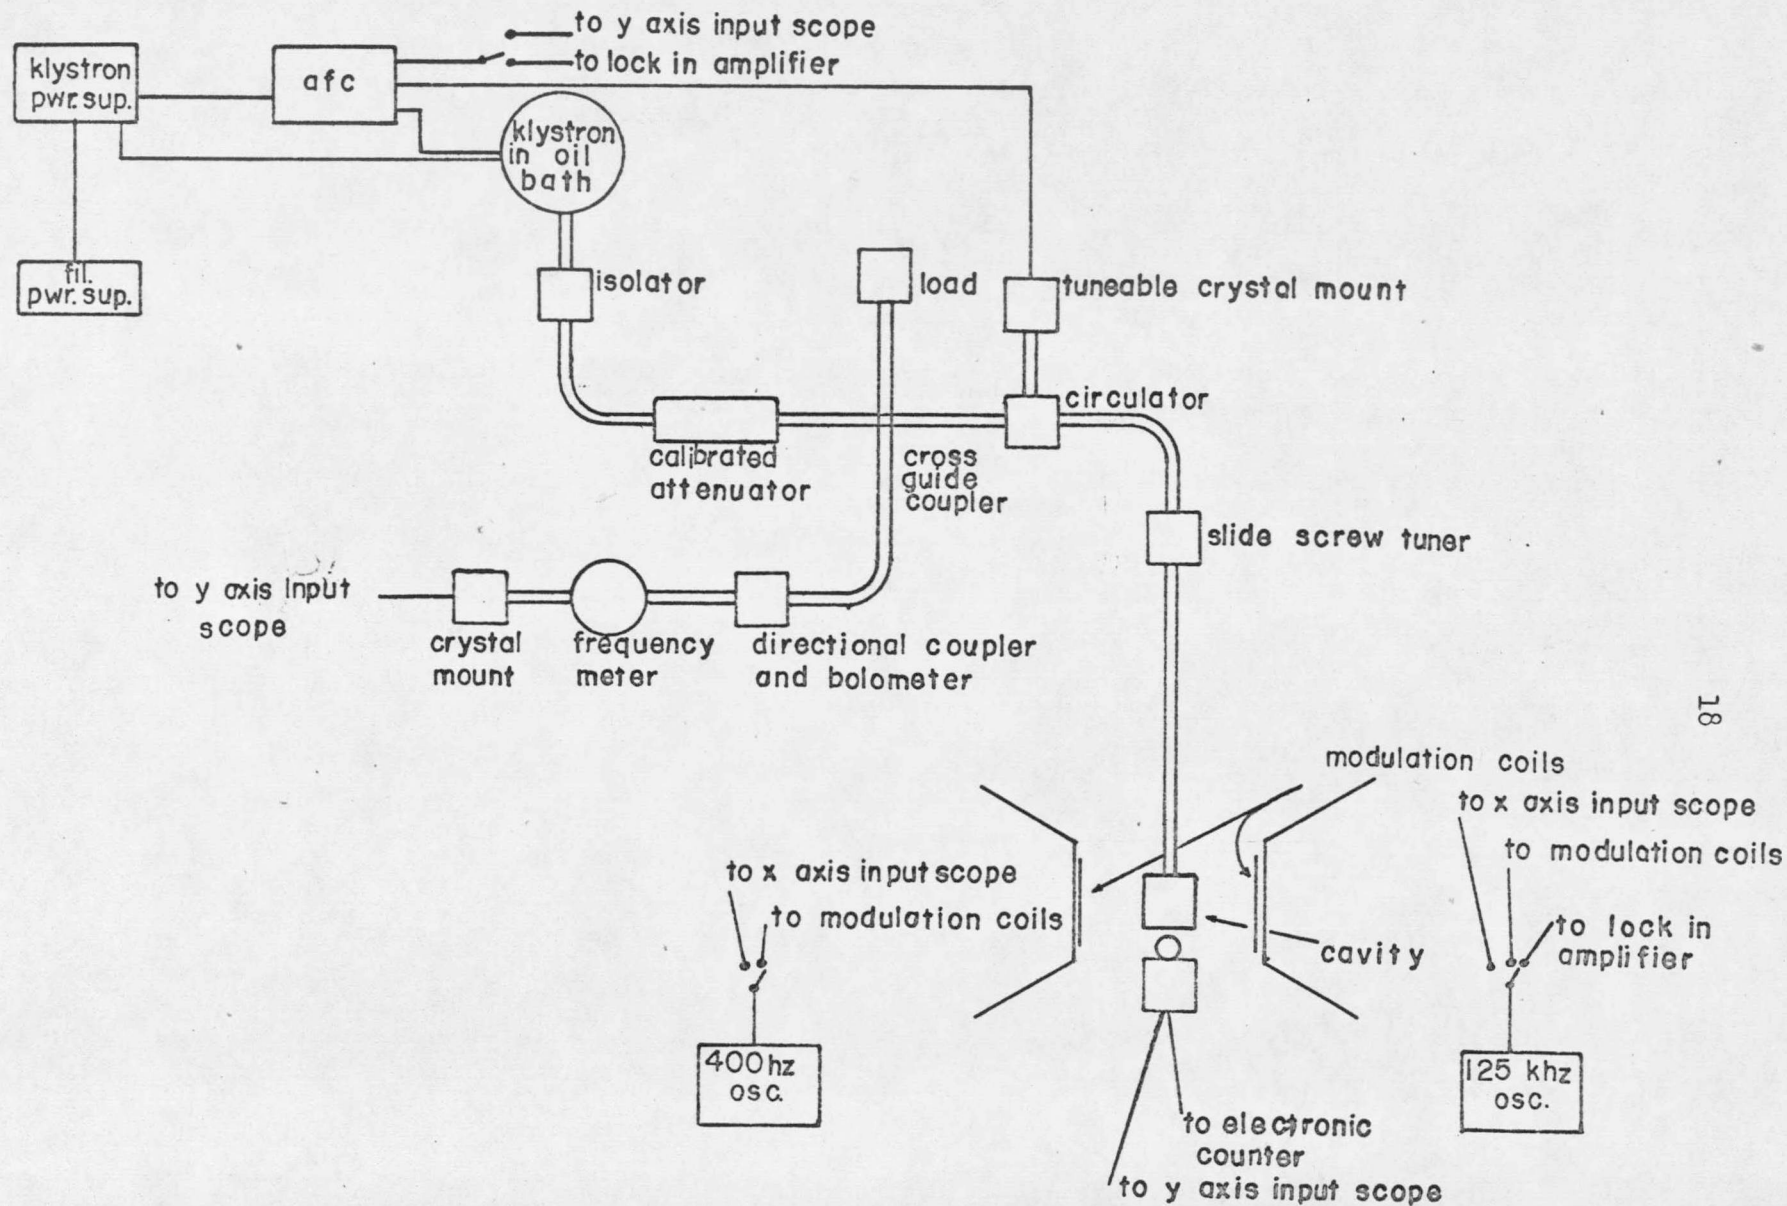 to y axis input scope
to lock in amplifier
klystron
pwr. sup.
afc
klystron
in oil
bath
fil.
pwr. sup.
isolator
load
tuneable crystal mount
circulator
calibrated
attenuator
cross
guide
coupler
slide screw tuner
to y axis input
scope
crystal
mount
frequency
meter
directional coupler
and bolometer
18
modulation coils
to x axis input scope
to modulation coils
to lock in
amplifier
to x axis input scope
to modulation coils
cavity
400 hz
osc.
125 khz
osc.
to electronic
counter
to y axis input scope